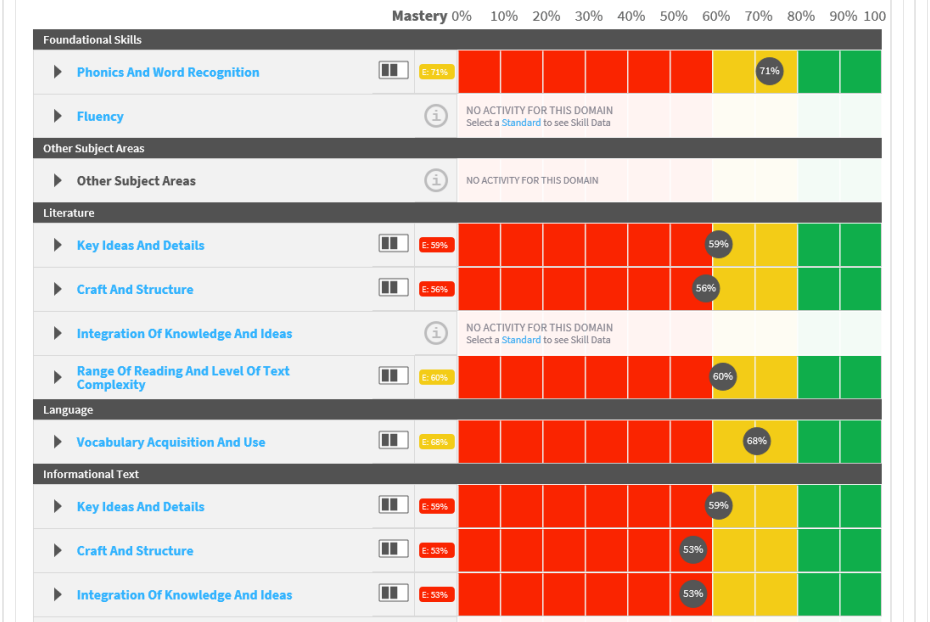 Mastery 0% 10% 20% 30% 40% 50% 60% 70% 80% 90% 100
Foundational Skills
Phonics And Word Recognition E: 71% 71%
Fluency i NO ACTIVITY FOR THIS DOMAIN
Select a Standard to see Skill Data
Other Subject Areas
Other Subject Areas i NO ACTIVITY FOR THIS DOMAIN
Literature
Key Ideas And Details E: 59% 59%
Craft And Structure E: 56% 56%
Integration Of Knowledge And Ideas i NO ACTIVITY FOR THIS DOMAIN
Select a Standard to see Skill Data
Range Of Reading And Level Of Text
Complexity E: 60% 60%
Language
Vocabulary Acquisition And Use E: 68% 68%
Informational Text
Key Ideas And Details E: 59% 59%
Craft And Structure E: 53% 53%
Integration Of Knowledge And Ideas E: 53% 53%